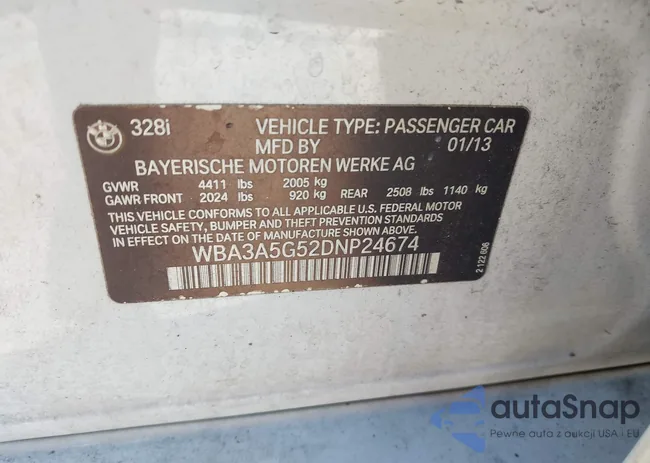 328i VEHICLE TYPE: PASSENGER CAR
MFD BY 01/13
BAYERISCHE MOTOREN WERKE AG
GVWR 4411 lbs 2005 kg
GAWR FRONT 2024 lbs 920 kg REAR 2508 lbs 1140 kg
THIS VEHICLE CONFORMS TO ALL APPLICABLE U.S. FEDERAL MOTOR
VEHICLE SAFETY, BUMPER AND THEFT PREVENTION STANDARDS
IN EFFECT ON THE DATE OF MANUFACTURE SHOWN ABOVE.
WBA3A5G52DNP24674
2 122 608
autoSnap
Pewne auta z aukcji USA i EU